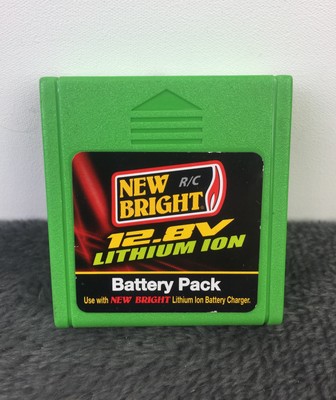 NEW R/C
BRIGHT
12.8V
LITHIUM ION
Battery Pack
Use with NEW BRIGHT Lithium Ion Battery Charger.